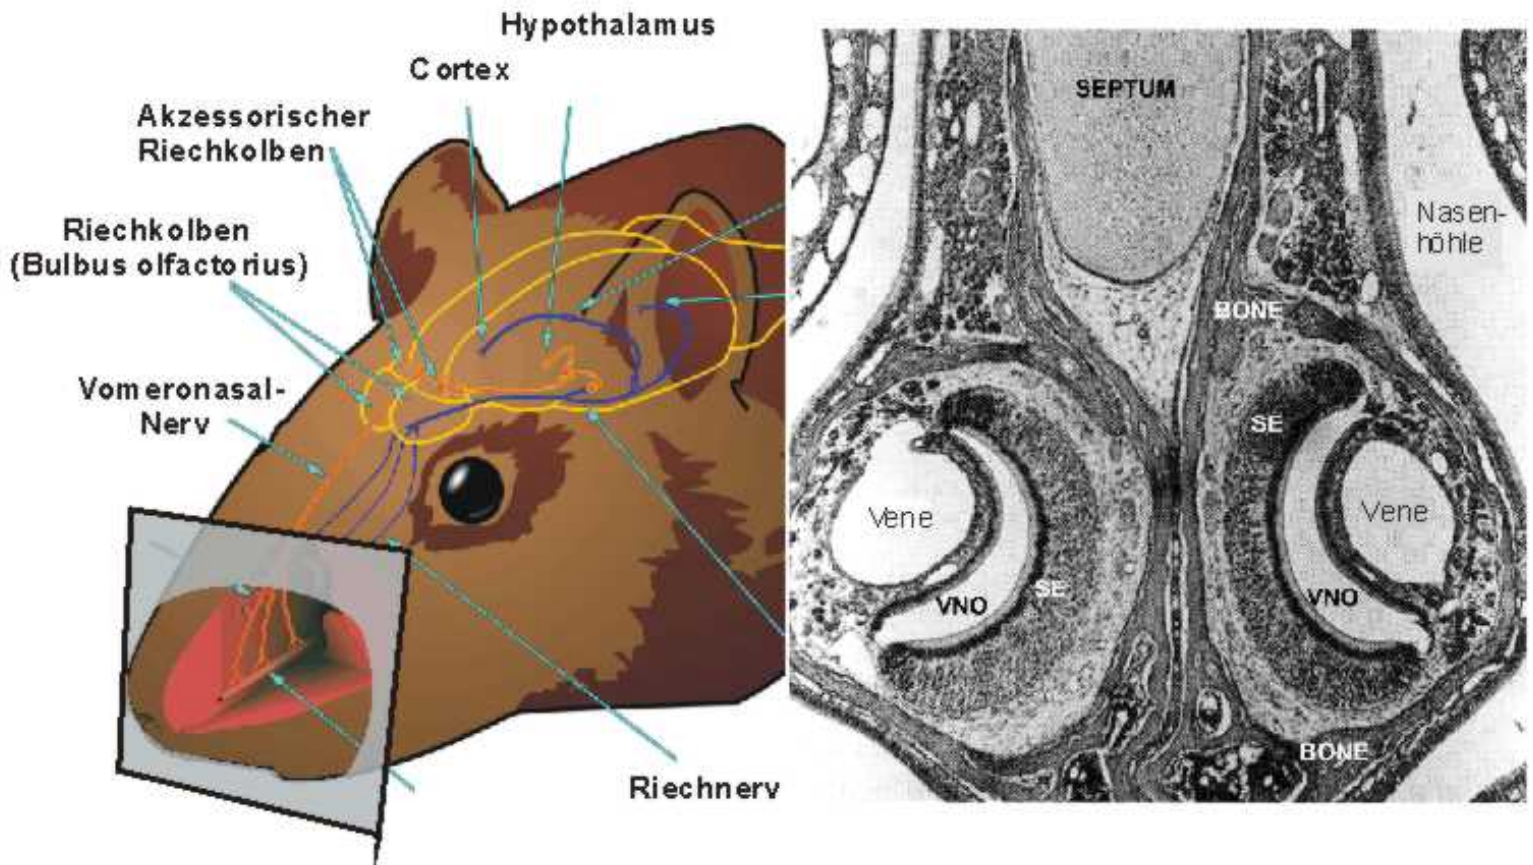 Hypothalamus
Cortex
Akzessorischer
Riechkolben
Riechkolben
(Bulbus olfactorius)
Vomeronasal-
Nerv
Riechnerv
SEPTUM
Nasen-
höhle
BONE
SE
Vene
Vene
SE
VNO
VNO
BONE